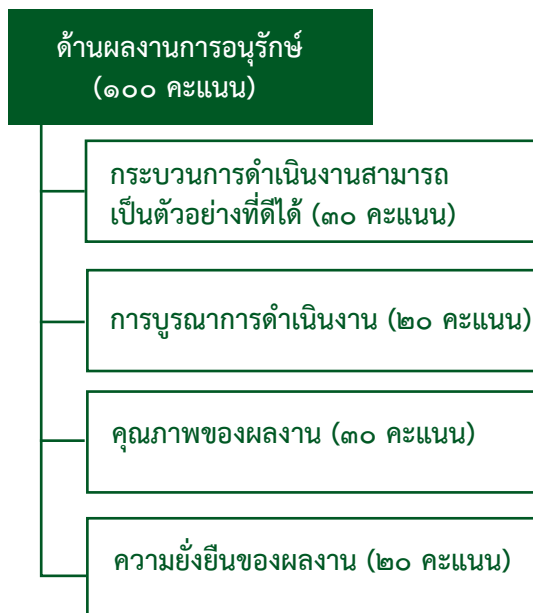 ด้านผลงานการอนุรักษ์
(๑๐๐ คะแนน)
กระบวนการดำเนินงานสามารถ
เป็นตัวอย่างที่ดีได้ (๓๐ คะแนน)
การบูรณาการดำเนินงาน (๒๐ คะแนน)
คุณภาพของผลงาน (๓๐ คะแนน)
ความยั่งยืนของผลงาน (๒๐ คะแนน)